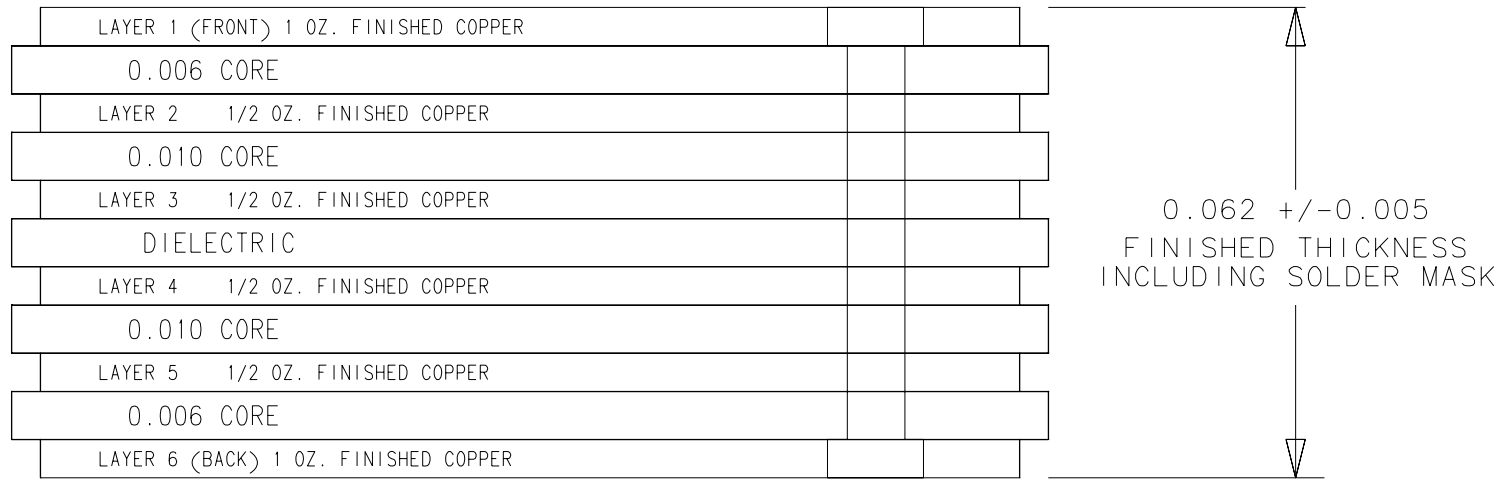 LAYER 1 (FRONT) 1 OZ. FINISHED COPPER
0.006 CORE
LAYER 2 1/2 OZ. FINISHED COPPER
0.010 CORE
LAYER 3 1/2 OZ. FINISHED COPPER
DIELECTRIC
LAYER 4 1/2 OZ. FINISHED COPPER
0.010 CORE
LAYER 5 1/2 OZ. FINISHED COPPER
0.006 CORE
LAYER 6 (BACK) 1 OZ. FINISHED COPPER
0.062 +/-0.005
FINISHED THICKNESS
INCLUDING SOLDER MASK